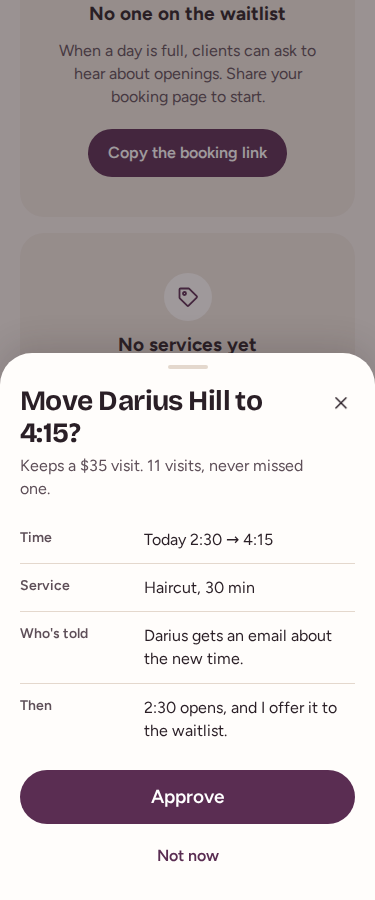 No one on the waitlist
When a day is full, clients can ask to
hear about openings. Share your
booking page to start.
Copy the booking link
No services yet
Move Darius Hill to
4:15?
Keeps a $35 visit. 11 visits, never missed
one.
Time
Today 2:30 → 4:15
Service
Haircut, 30 min
Who's told
Darius gets an email about
the new time.
Then
2:30 opens, and I offer it to
the waitlist.
Approve
Not now